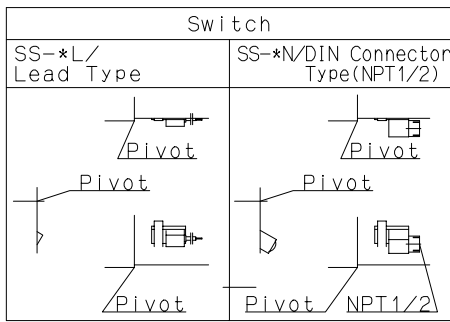 Switch
SS-*L/
Lead Type
SS-*N/DIN Connector
Type(NPT1/2)
Pivot
Pivot
Pivot
Pivot
Pivot
Pivot
NPT1/2